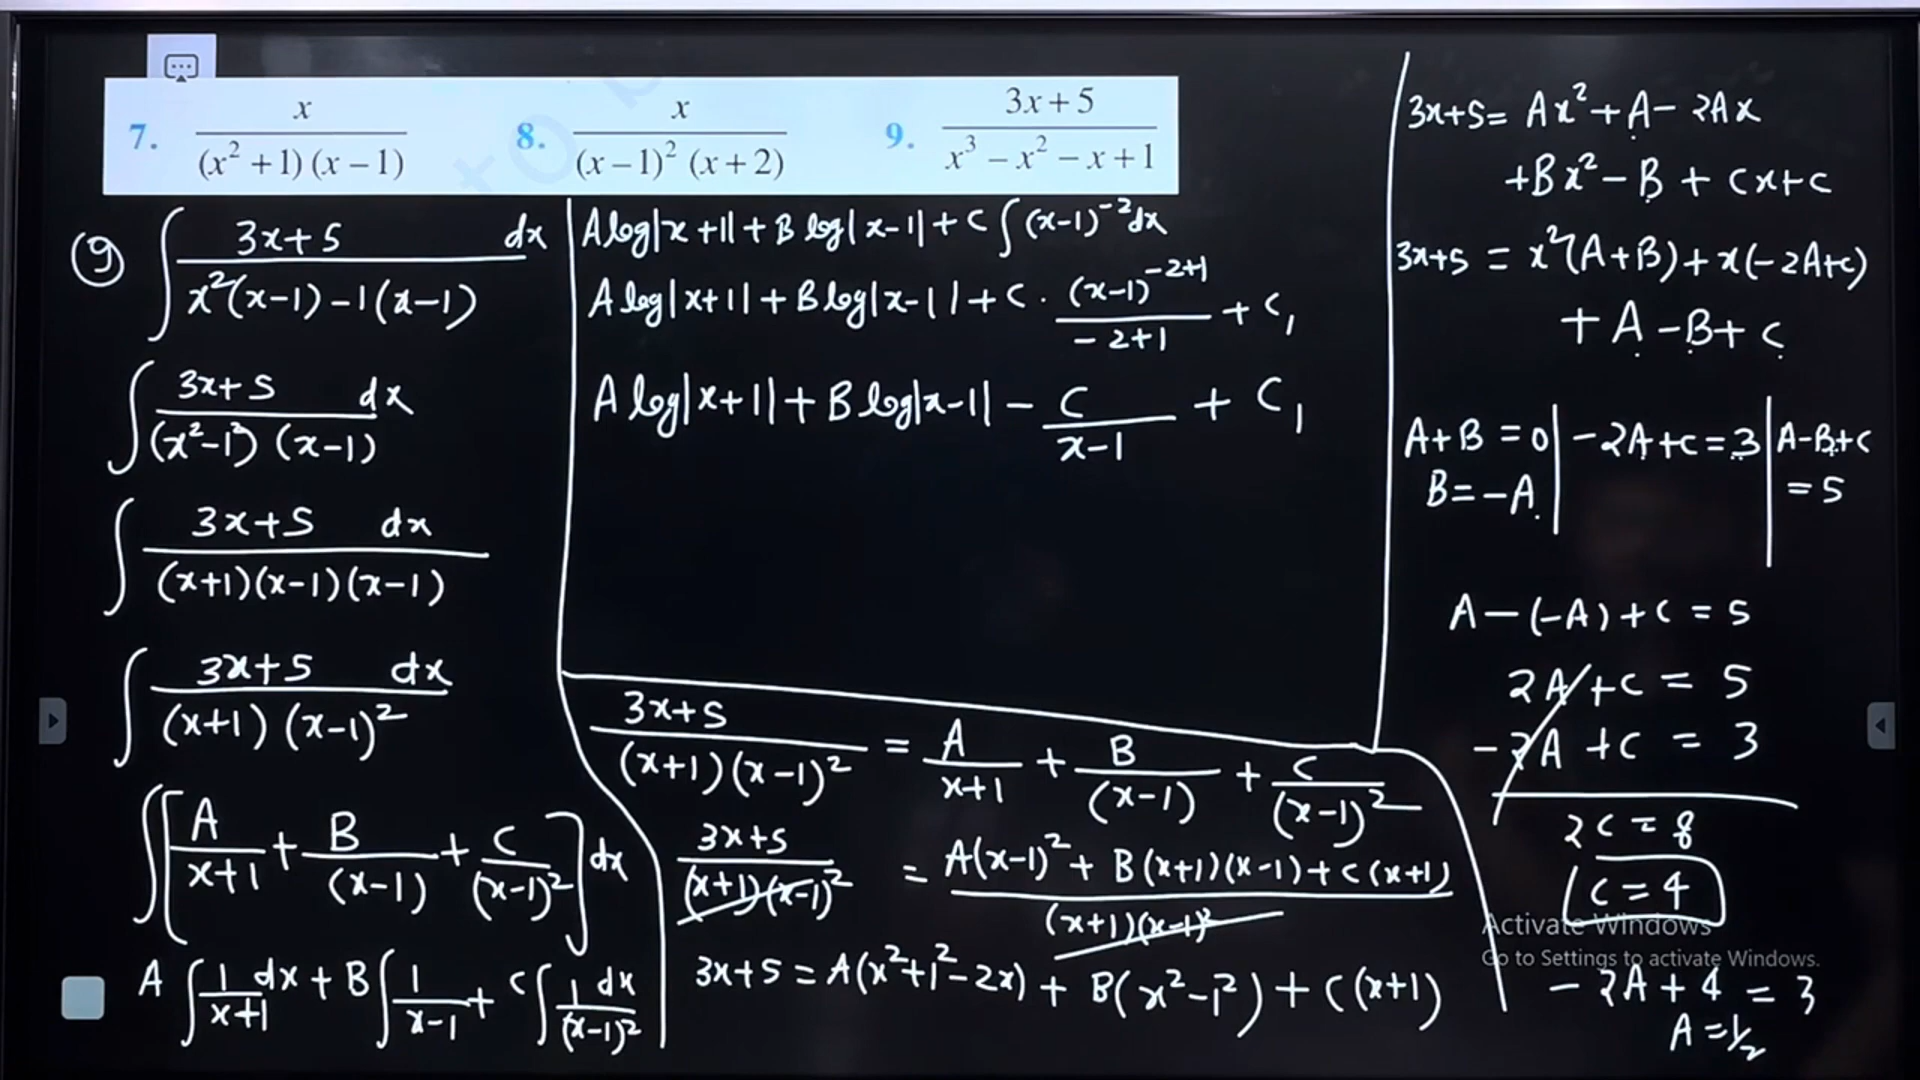 7. x / (x² + 1) (x – 1)
8. x / (x – 1)² (x + 2)
9. 3x + 5 / x³ – x² – x + 1
(9) ∫ 3x+5 / x²(x-1) - 1(x-1) dx
∫ 3x+5 / (x²-1²) (x-1) dx
∫ 3x+5 / (x+1)(x-1)(x-1) dx
∫ 3x+5 / (x+1) (x-1)² dx
∫ [ A / x+1 + B / (x-1) + C / (x-1)² ] dx
A ∫ 1 / x+1 dx + B ∫ 1 / x-1 + C ∫ 1 / (x-1)² dx
A log|x+1| + B log|x-1| + C ∫ (x-1)⁻² dx
A log|x+1| + B log|x-1| + C · (x-1)⁻²⁺¹ / -2+1 + C₁
A log|x+1| + B log|x-1| - C / x-1 + C₁
3x+5 / (x+1)(x-1)² = A / x+1 + B / (x-1) + C / (x-1)²
3x+5 / (x+1)(x-1)² = A(x-1)² + B(x+1)(x-1) + C(x+1) / (x+1)(x-1)²
3x+5 = A(x²+1²-2x) + B(x²-1²) + C(x+1)
3x+5 = Ax² + A - 2Ax
+Bx² - B + Cx+C
3x+5 = x²(A+B) + x(-2A+C)
+ A - B + C
A+B = 0 | -2A+C = 3 | A-B+C
B = -A = 5
A - (-A) + C = 5
2A + C = 5
-2A + C = 3
2C = 8
C = 4
Activate Windows
Go to Settings to activate Windows.
-2A + 4 = 3
A = 1/2